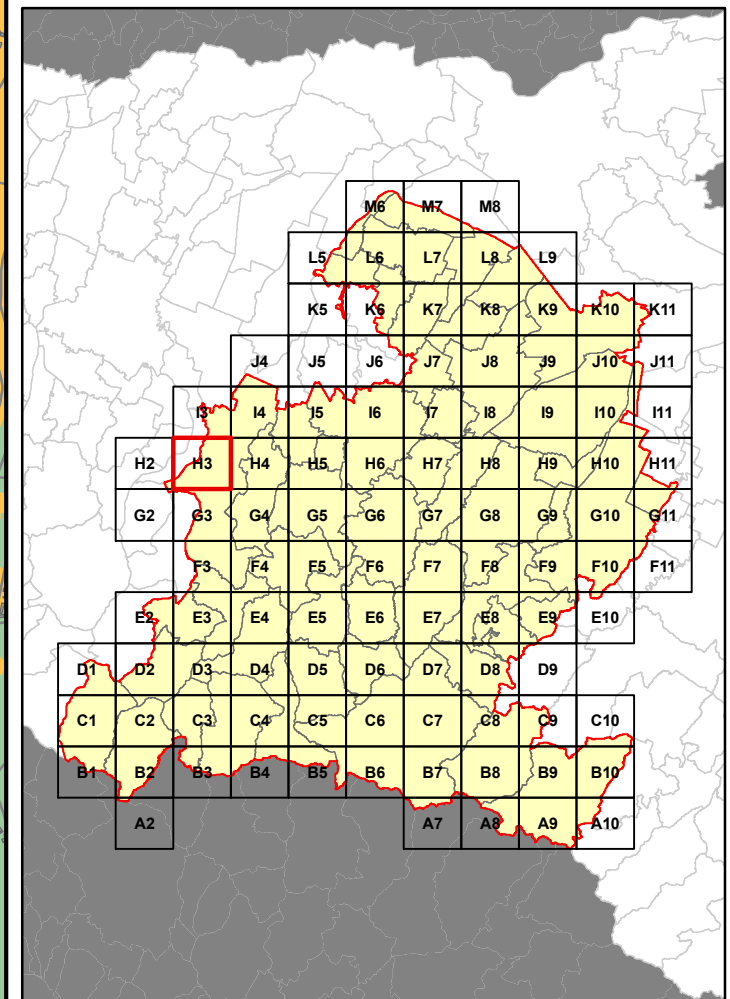 M6 M7 M8
L5 L6 L7 L8 L9
K5 K6 K7 K8 K9 K10 K11
J4 J5 J6 J7 J8 J9 J10 J11
I3 I4 I5 I6 I7 I8 I9 I10 I11
H2 H3 H4 H5 H6 H7 H8 H9 H10 H11
G2 G3 G4 G5 G6 G7 G8 G9 G10 G11
F3 F4 F5 F6 F7 F8 F9 F10 F11
E2 E3 E4 E5 E6 E7 E8 E9 E10
D1 D2 D3 D4 D5 D6 D7 D8 D9
C1 C2 C3 C4 C5 C6 C7 C8 C9 C10
B1 B2 B3 B4 B5 B6 B7 B8 B9 B10
A2 A7 A8 A9 A10